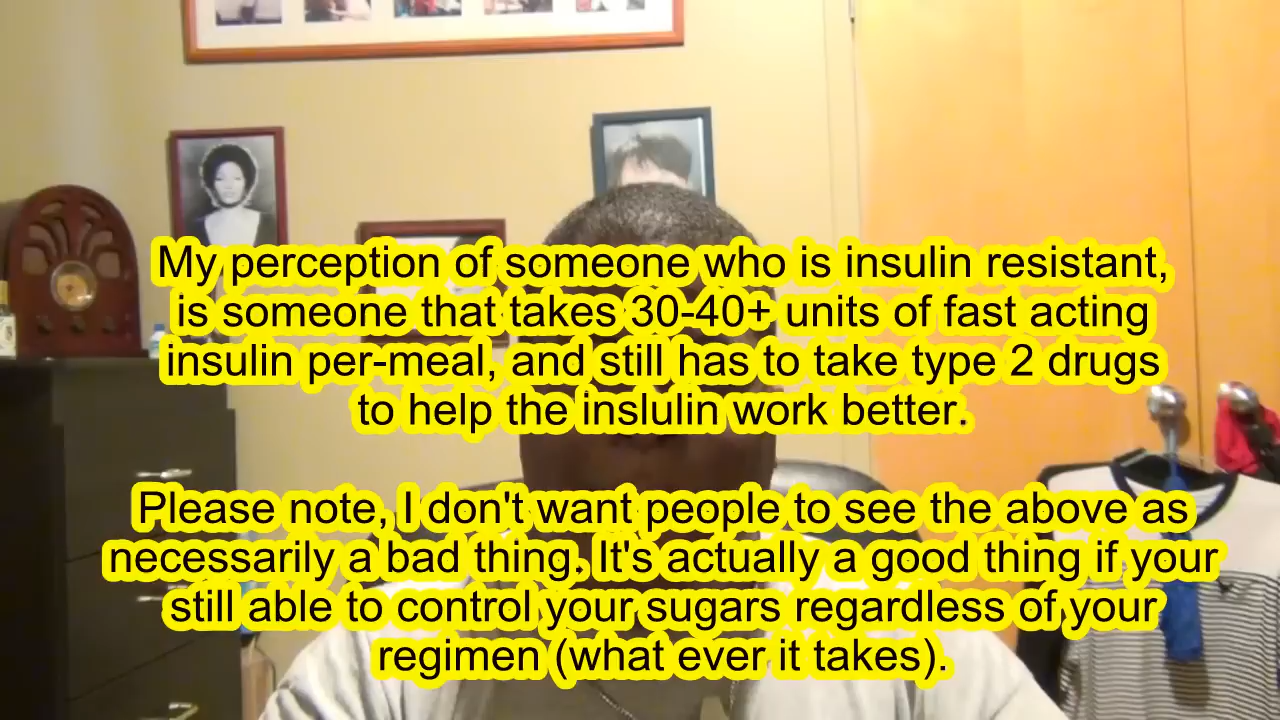 My perception of someone who is insulin resistant,
is someone that takes 30-40+ units of fast acting
insulin per-meal, and still has to take type 2 drugs
to help the inslulin work better.
Please note, I don't want people to see the above as
necessarily a bad thing. It's actually a good thing if your
still able to control your sugars regardless of your
regimen (what ever it takes).